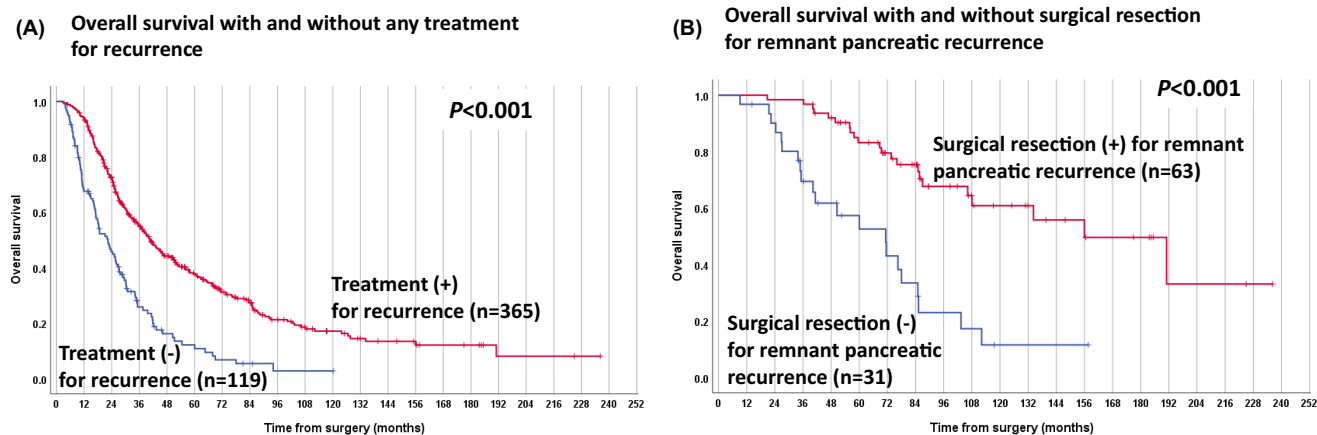 (A) Overall survival with and without any treatment
for recurrence
P<0.001
1.0
0.8
0.6
0.4
0.2
0.0
Overall survival
Treatment (+)
for recurrence (n=365)
Treatment (-)
for recurrence (n=119)
0 12 24 36 48 60 72 84 96 108 120 132 144 156 168 180 192 204 216 228 240 252
Time from surgery (months)
(B) Overall survival with and without surgical resection
for remnant pancreatic recurrence
P<0.001
1.0
0.8
0.6
0.4
0.2
0.0
Overall survival
Surgical resection (+) for remnant
pancreatic recurrence (n=63)
Surgical resection (-)
for remnant pancreatic
recurrence (n=31)
0 12 24 36 48 60 72 84 96 108 120 132 144 156 168 180 192 204 216 228 240 252
Time from surgery (months)